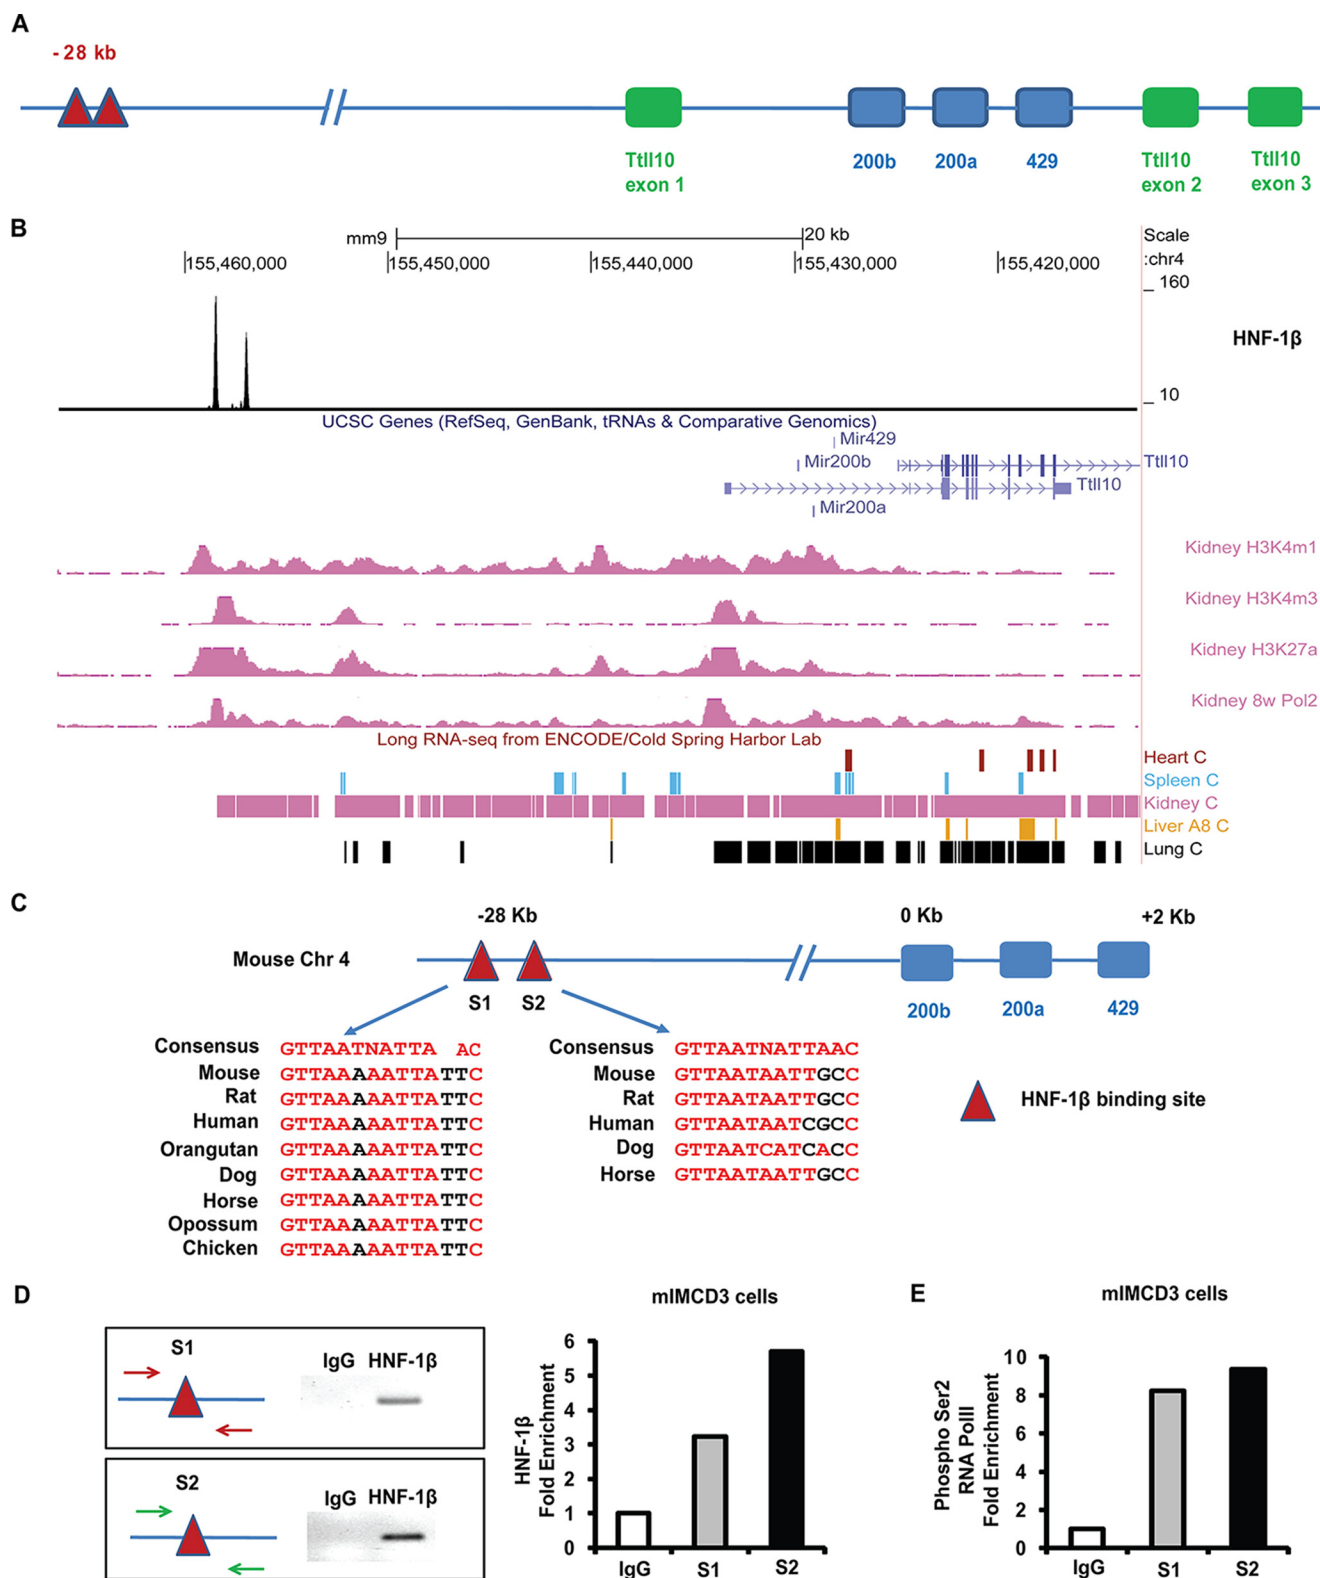 A
- 28 kb
Ttll10 exon 1
200b
200a
429
Ttll10 exon 2
Ttll10 exon 3
B
mm9
20 kb
Scale
155,460,000
155,450,000
155,440,000
155,430,000
155,420,000
:chr4
160
HNF-1β
10
UCSC Genes (RefSeq, GenBank, tRNAs & Comparative Genomics)
Mir429
Mir200b
Ttll10
Ttll10
Mir200a
Kidney H3K4m1
Kidney H3K4m3
Kidney H3K27a
Kidney 8w Pol2
Long RNA-seq from ENCODE/Cold Spring Harbor Lab
Heart C
Spleen C
Kidney C
Liver A8 C
Lung C
C
-28 Kb
0 Kb
+2 Kb
Mouse Chr 4
S1
S2
200b
200a
429
Consensus GTTAATNATTA AC
Mouse GTTAAAAATTATTC
Rat GTTAAAAATTATTC
Human GTTAAAAATTATTC
Orangutan GTTAAAAATTATTC
Dog GTTAAAAATTATTC
Horse GTTAAAAATTATTC
Opossum GTTAAAAATTATTC
Chicken GTTAAAAATTATTC
Consensus GTTAATNATTAAC
Mouse GTTAATAATTGCC
Rat GTTAATAATTGCC
Human GTTAATAATCGCC
Dog GTTAATCATCACC
Horse GTTAATAATTGCC
HNF-1β binding site
D
S1
IgG HNF-1β
S2
IgG HNF-1β
mIMCD3 cells
HNF-1β
Fold Enrichment
6
5
4
3
2
1
0
IgG
S1
S2
E
mIMCD3 cells
Phospho Ser2
RNA PolII
Fold Enrichment
10
8
6
4
2
0
IgG
S1
S2